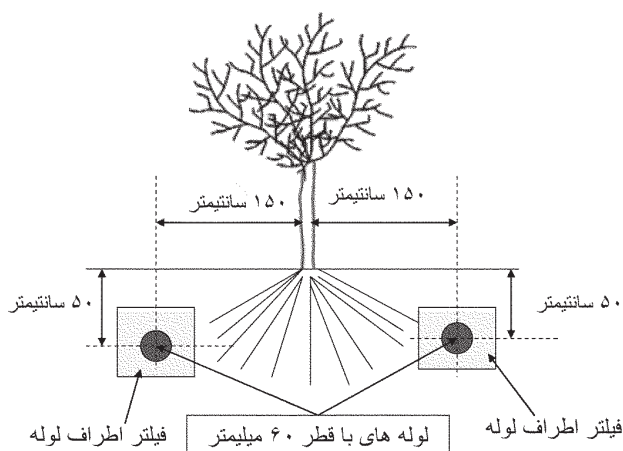 ۱۵۰ سانتیمتر
۱۵۰ سانتیمتر
۵۰ سانتیمتر
۵۰ سانتیمتر
فیلتر اطراف لوله
فیلتر اطراف لوله
لوله های با قطر ۶۰ میلیمتر